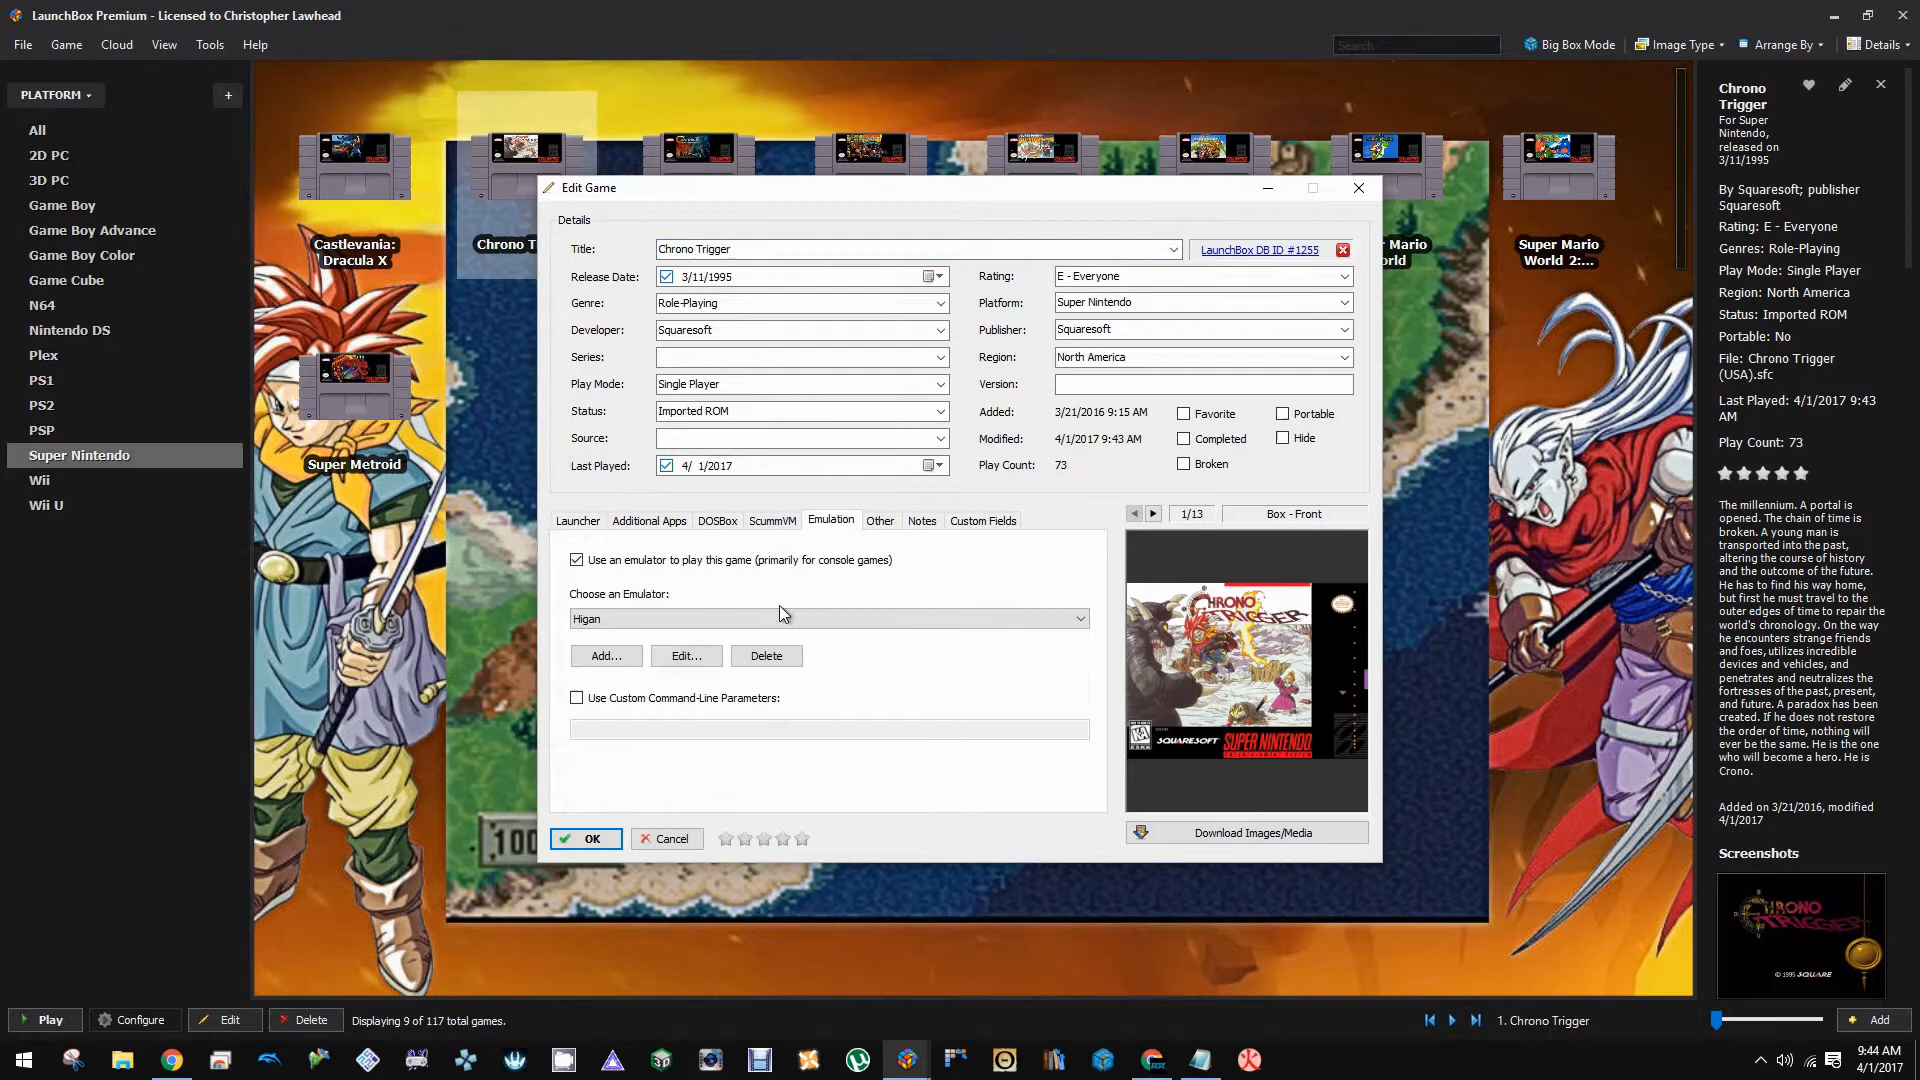 LaunchBox Premium - Licensed to Christopher Lawhead
File Game Cloud View Tools Help
Search
Big Box Mode
Image Type
Arrange By
Details
PLATFORM
+
All
2D PC
3D PC
Game Boy
Game Boy Advance
Game Boy Color
Game Cube
N64
Nintendo DS
Plex
PS1
PS2
PSP
Super Nintendo
Wii
Wii U
Castlevania:
Dracula X
Chrono T
r Mario
orld
Super Mario
World 2:...
Super Metroid
Edit Game
Details
Title: Chrono Trigger LaunchBox DB ID #1255
Release Date: 3/11/1995 Rating: E - Everyone
Genre: Role-Playing Platform: Super Nintendo
Developer: Squaresoft Publisher: Squaresoft
Series: Region: North America
Play Mode: Single Player Version:
Status: Imported ROM Added: 3/21/2016 9:15 AM Favorite Portable
Source: Modified: 4/1/2017 9:43 AM Completed Hide
Last Played: 4/ 1/2017 Play Count: 73 Broken
Launcher Additional Apps DOSBox ScummVM Emulation Other Notes Custom Fields
1/13 Box - Front
Use an emulator to play this game (primarily for console games)
Choose an Emulator:
Higan
Add... Edit... Delete
Use Custom Command-Line Parameters:
CHRONO
TRIGGER
KA
SQUARESOFT SUPER NINTENDO
OK Cancel
Download Images/Media
100
Chrono
Trigger
For Super
Nintendo,
released on
3/11/1995
By Squaresoft; publisher
Squaresoft
Rating: E - Everyone
Genres: Role-Playing
Play Mode: Single Player
Region: North America
Status: Imported ROM
Portable: No
File: Chrono Trigger
(USA).sfc
Last Played: 4/1/2017 9:43
AM
Play Count: 73
The millennium. A portal is
opened. The chain of time is
broken. A young man is
transported into the past,
altering the course of history
and the outcome of the future.
He has to find his way home,
but first he must travel to the
outer edges of time to repair the
world's chronology. On the way
he encounters strange friends
and foes, utilizes incredible
devices and vehicles, and
penetrates and neutralizes the
fortresses of the past, present,
and future. A paradox has been
created. If he does not restore
the order of time, nothing will
ever be the same. He is the one
who will become a hero. He is
Crono.
Added on 3/21/2016, modified
4/1/2017
Screenshots
CHRONO
TRIGGER
© 1995 SQUARE
Play Configure Edit Delete Displaying 9 of 117 total games.
1. Chrono Trigger
Add
9:44 AM
4/1/2017